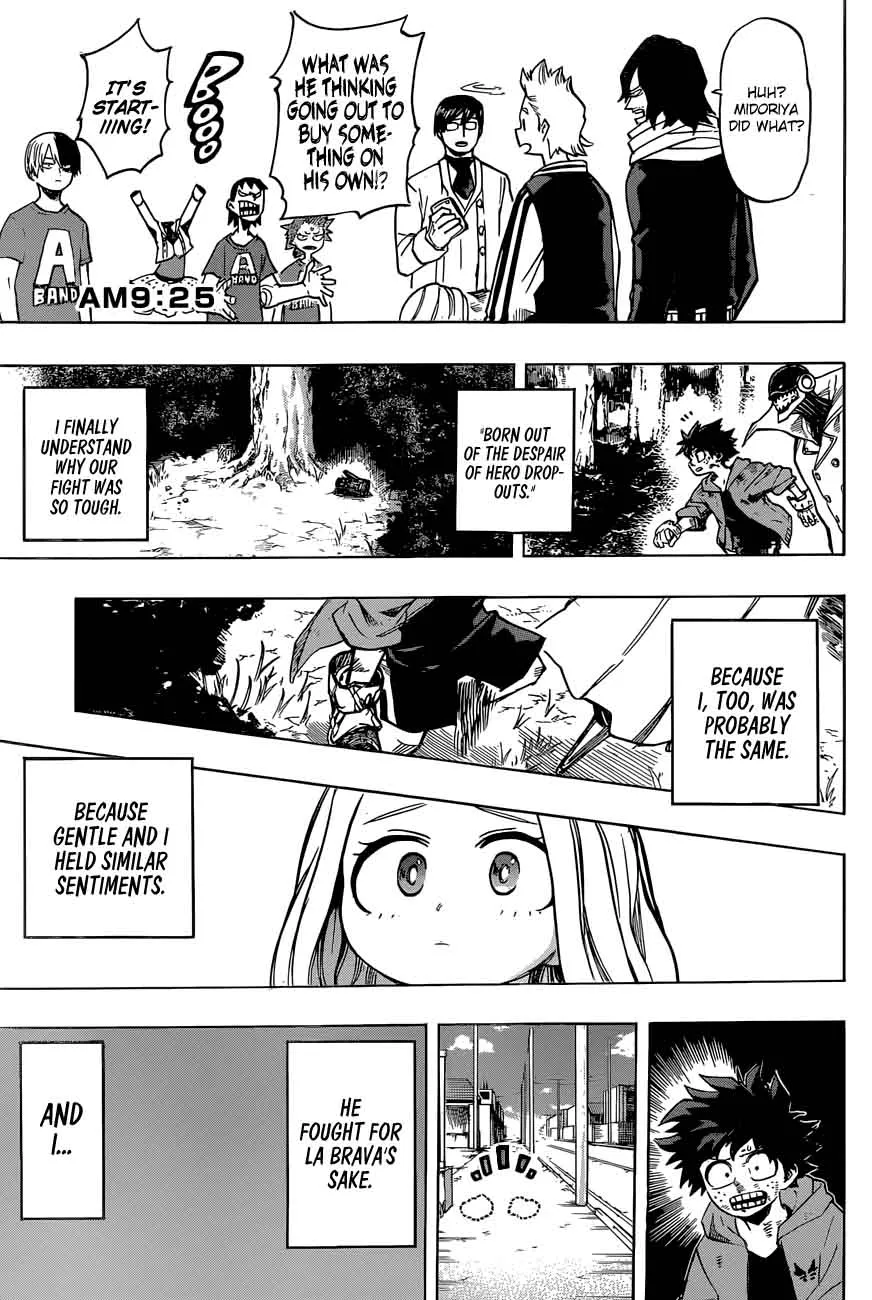 HUH?
MIDORIYA
DID WHAT?
WHAT WAS
HE THINKING
GOING OUT TO
BUY SOME-
THING ON
HIS OWN!?
BOOO
IT'S
START-
IIING!
A
BAND
A
BAND
AM9:25
"BORN OUT
OF THE DESPAIR
OF HERO DROP-
OUTS."
I FINALLY
UNDERSTAND
WHY OUR
FIGHT WAS
SO TOUGH.
BECAUSE
I, TOO, WAS
PROBABLY
THE SAME.
BECAUSE
GENTLE AND I
HELD SIMILAR
SENTIMENTS.
HE
FOUGHT FOR
LA BRAVA'S
SAKE.
AND
I...